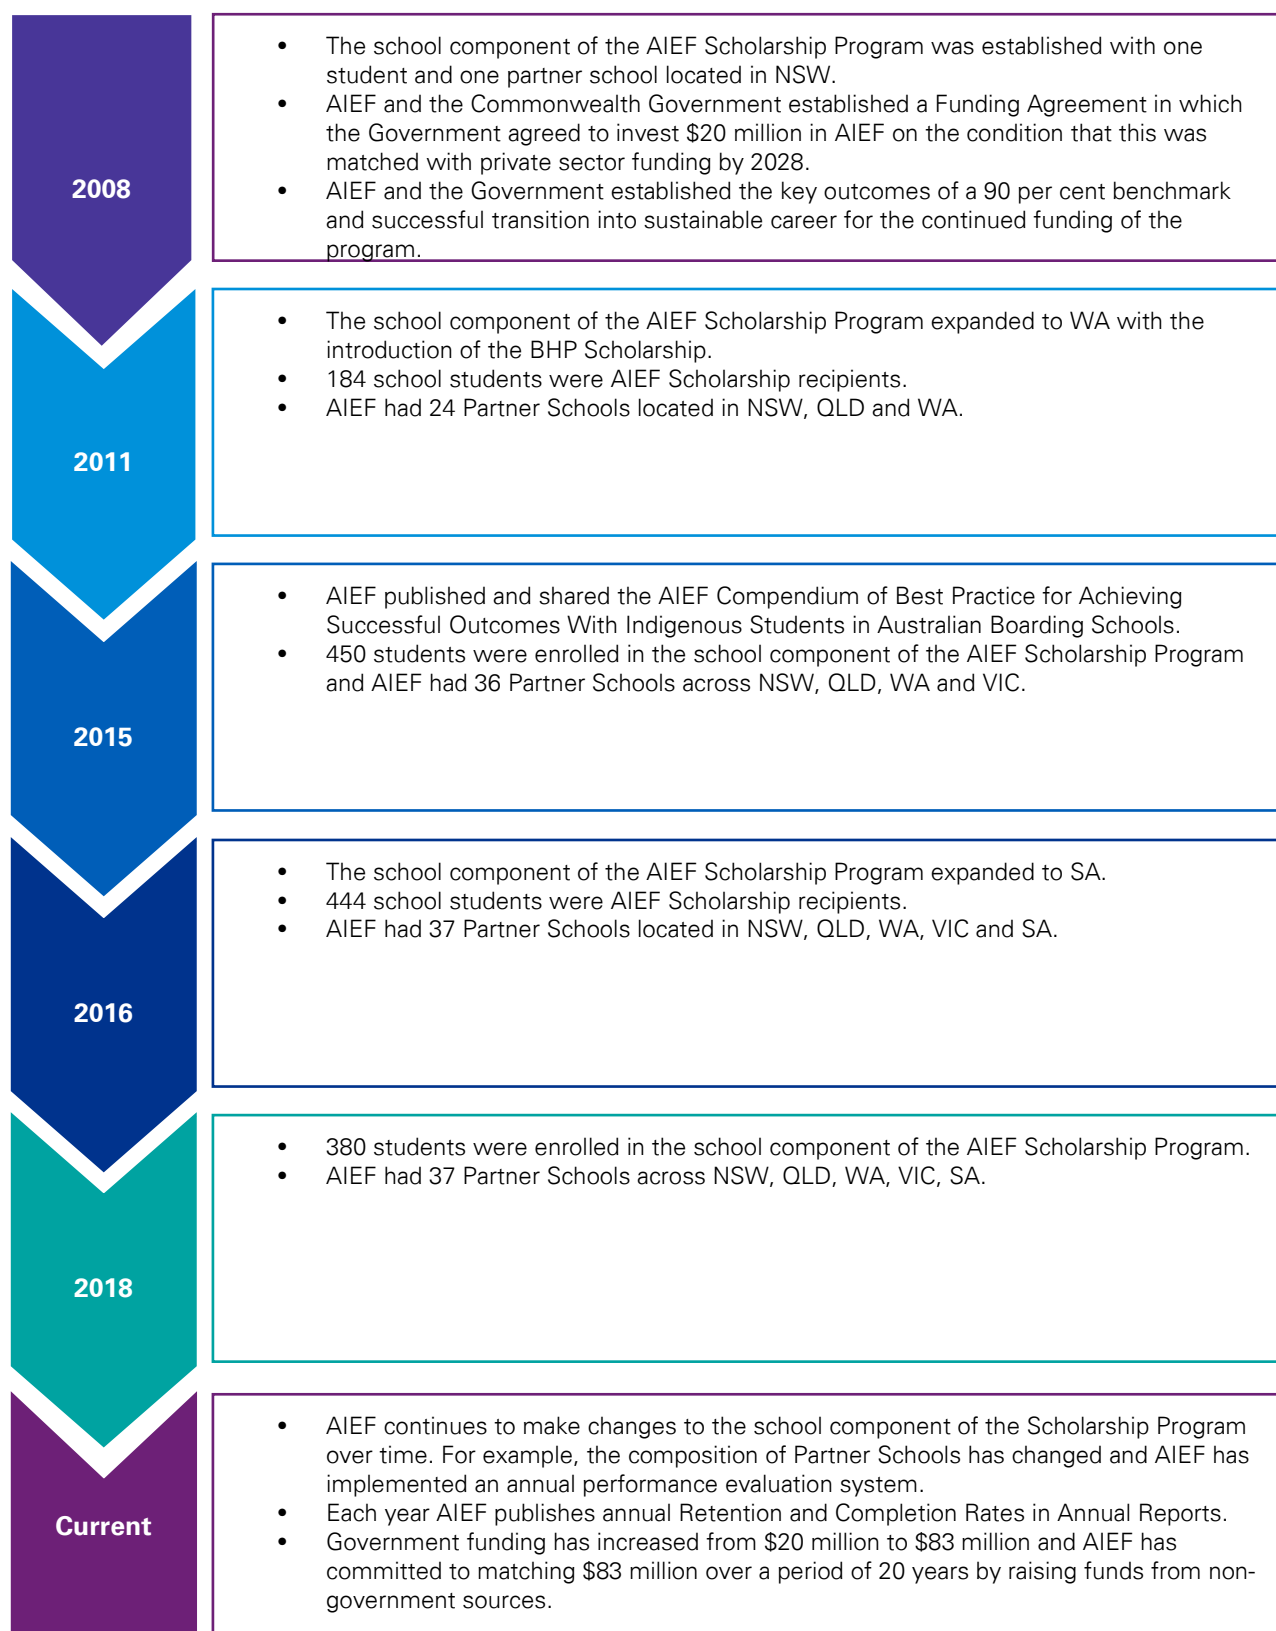 2008
• The school component of the AIEF Scholarship Program was established with one
student and one partner school located in NSW.
• AIEF and the Commonwealth Government established a Funding Agreement in which
the Government agreed to invest $20 million in AIEF on the condition that this was
matched with private sector funding by 2028.
• AIEF and the Government established the key outcomes of a 90 per cent benchmark
and successful transition into sustainable career for the continued funding of the
program.
2011
• The school component of the AIEF Scholarship Program expanded to WA with the
introduction of the BHP Scholarship.
• 184 school students were AIEF Scholarship recipients.
• AIEF had 24 Partner Schools located in NSW, QLD and WA.
2015
• AIEF published and shared the AIEF Compendium of Best Practice for Achieving
Successful Outcomes With Indigenous Students in Australian Boarding Schools.
• 450 students were enrolled in the school component of the AIEF Scholarship Program
and AIEF had 36 Partner Schools across NSW, QLD, WA and VIC.
2016
• The school component of the AIEF Scholarship Program expanded to SA.
• 444 school students were AIEF Scholarship recipients.
• AIEF had 37 Partner Schools located in NSW, QLD, WA, VIC and SA.
2018
• 380 students were enrolled in the school component of the AIEF Scholarship Program.
• AIEF had 37 Partner Schools across NSW, QLD, WA, VIC, SA.
Current
• AIEF continues to make changes to the school component of the Scholarship Program
over time. For example, the composition of Partner Schools has changed and AIEF has
implemented an annual performance evaluation system.
• Each year AIEF publishes annual Retention and Completion Rates in Annual Reports.
• Government funding has increased from $20 million to $83 million and AIEF has
committed to matching $83 million over a period of 20 years by raising funds from non-
government sources.